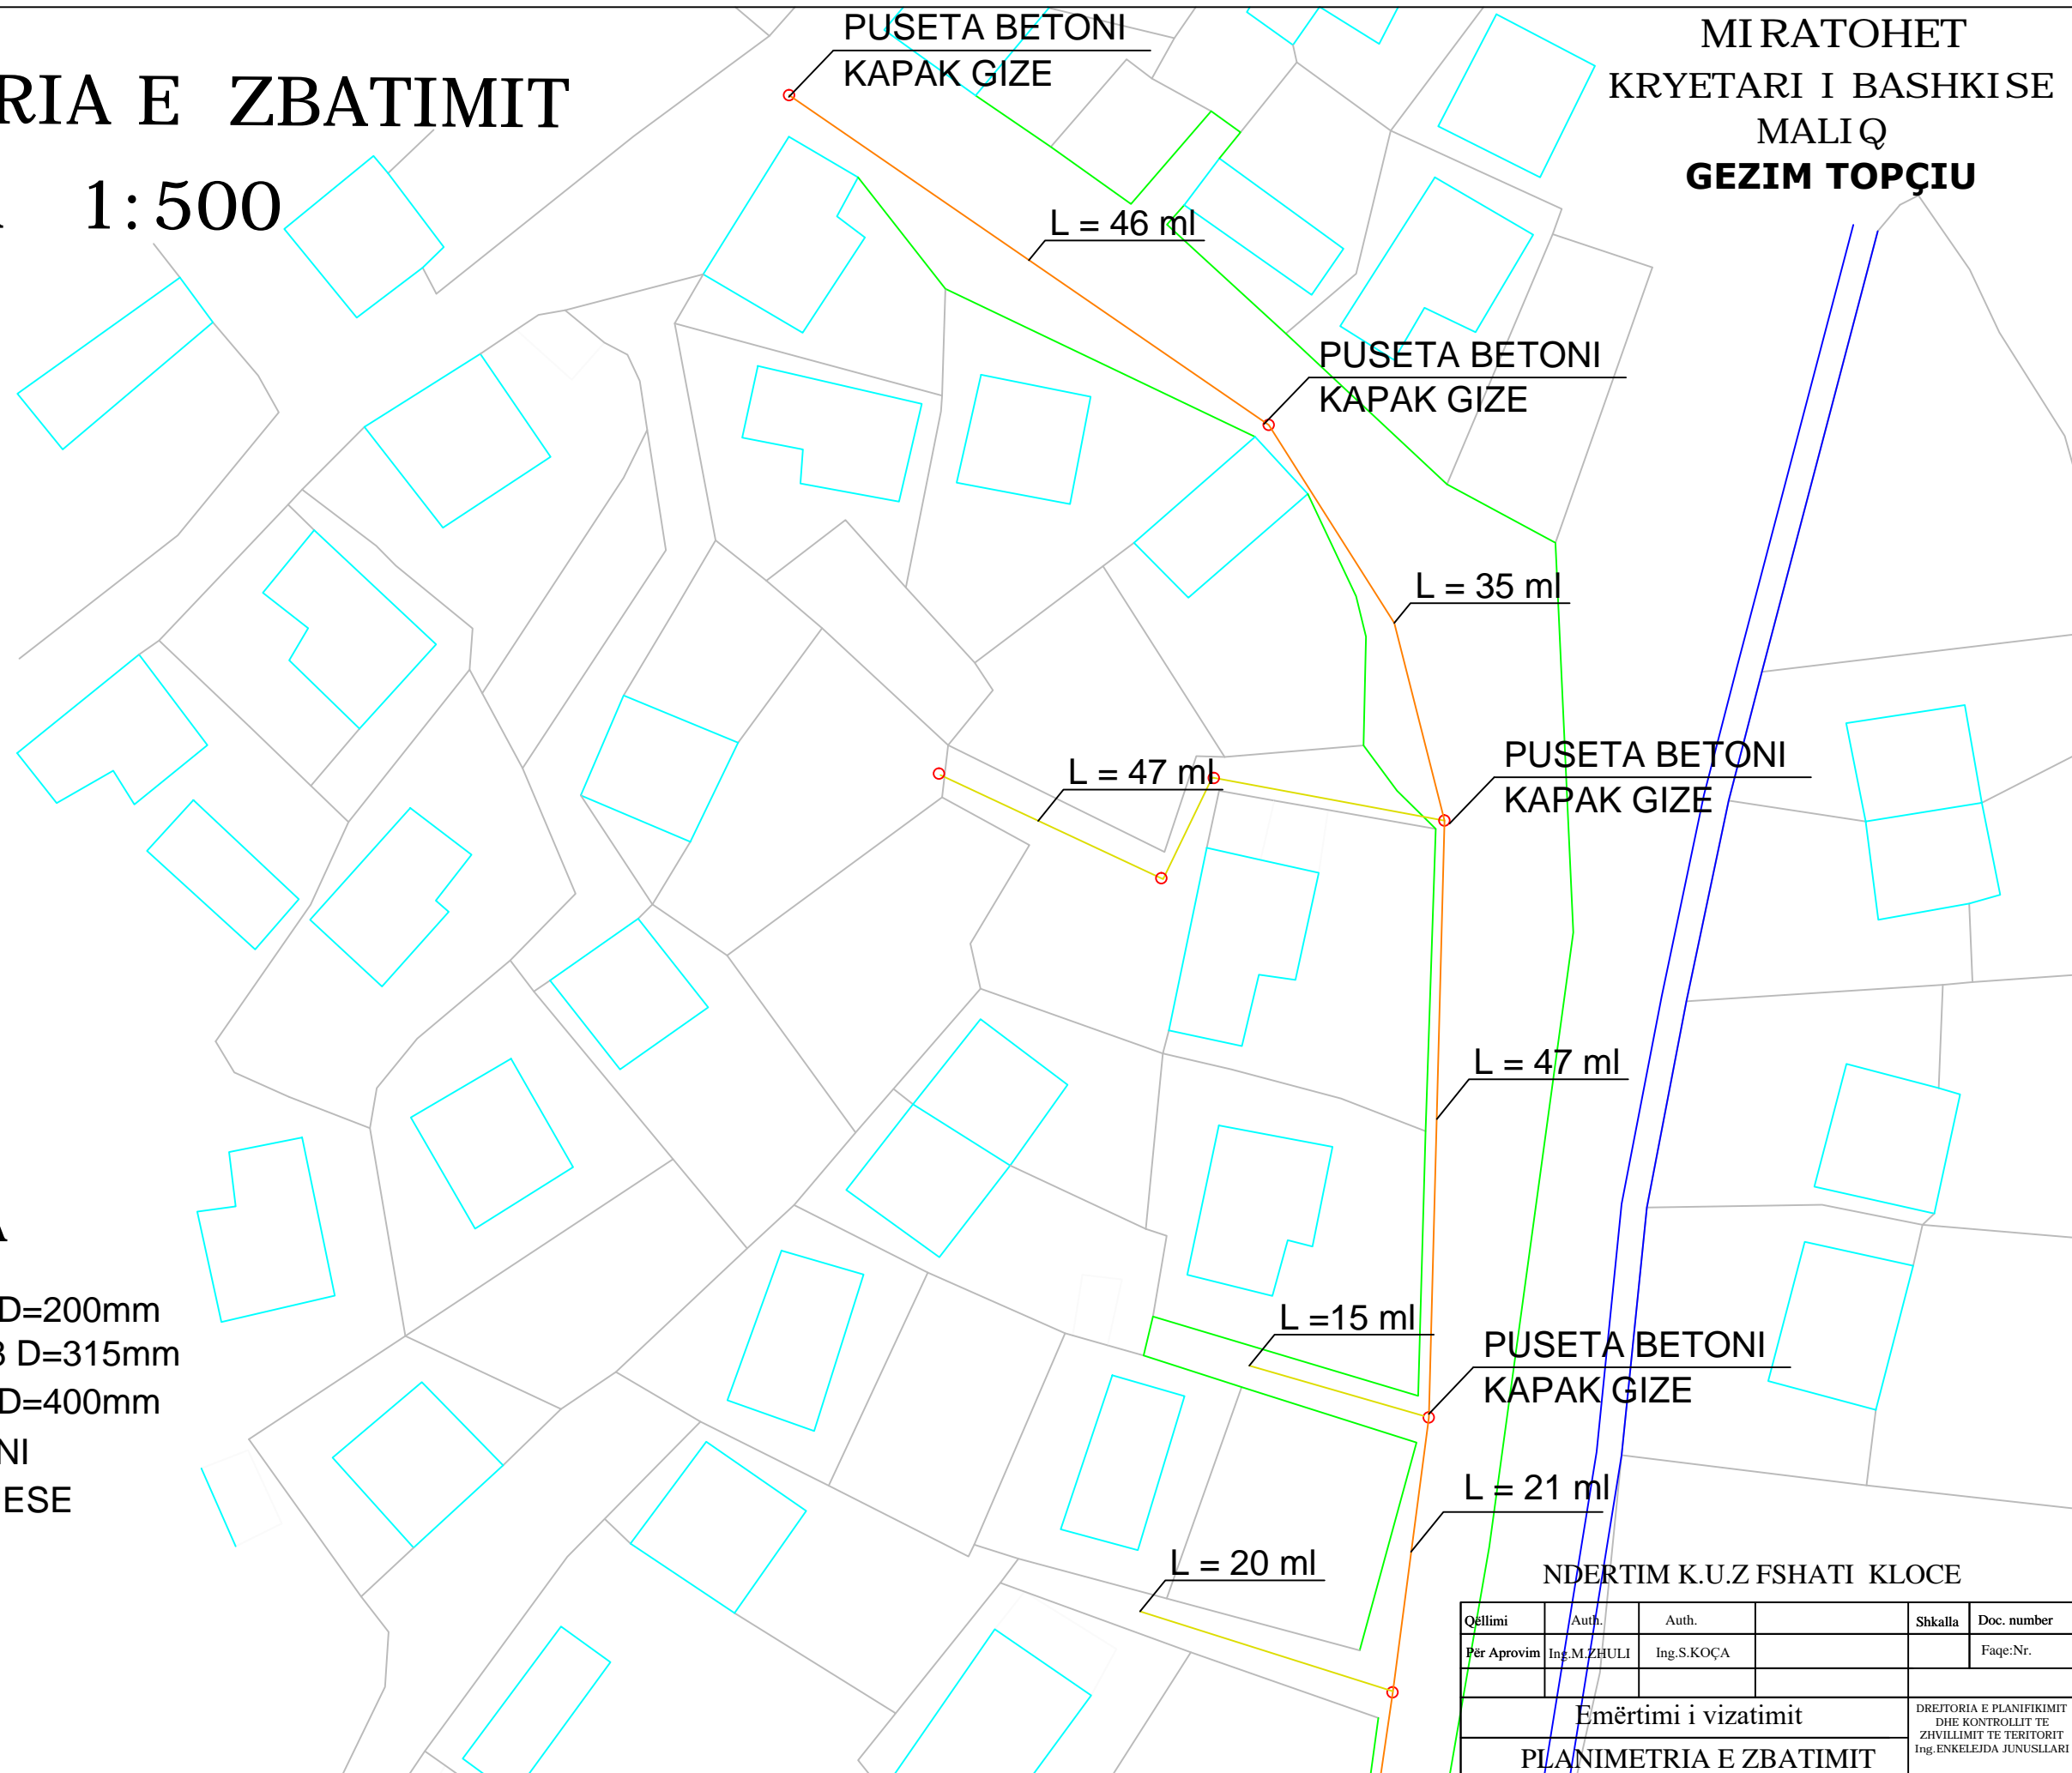 PUSETA BETONI
KAPAK GIZE
MIRATOHET
KRYETARI I BASHKISE
MALIQ
GEZIM TOPÇIU
RIA E ZBATIMIT
1:500
L = 46 ml
PUSETA BETONI
KAPAK GIZE
L = 35 ml
PUSETA BETONI
KAPAK GIZE
L = 47 ml
L = 47 ml
A
D=200mm
L =15 ml
3 D=315mm
PUSETA BETONI
KAPAK GIZE
D=400mm
NI
ESE
L = 21 ml
L = 20 ml
NDERTIM K.U.Z FSHATI KLOCE
Qëllimi Auth. Auth. Shkalla Doc. number
Për Aprovim Ing.M.ZHULI Ing.S.KOÇA Faqe:Nr.
Emërtimi i vizatimit
PLANIMETRIA E ZBATIMIT
DREJTORIA E PLANIFIKIMIT
DHE KONTROLLIT TE
ZHVILLIMIT TE TERITORIT
Ing.ENKELEJDA JUNUSLLARI